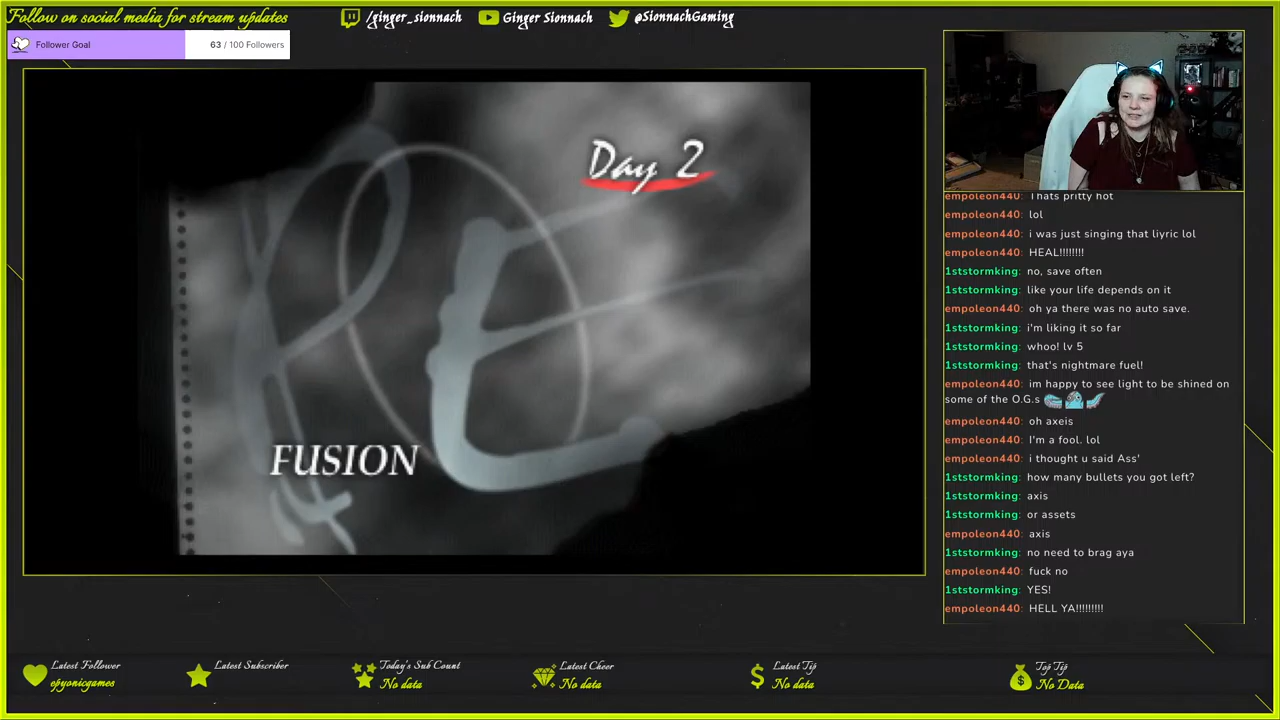 Follow on social media for stream updates
/ginger_sionnach
Ginger Sionnach
@SionnachGaming
Follower Goal
63 / 100 Followers
Day 2
FUSION
empoleon440: Thats pritty hot
empoleon440: lol
empoleon440: i was just singing that liyric lol
empoleon440: HEAL!!!!!!!!
1ststormking: no, save often
1ststormking: like your life depends on it
empoleon440: oh ya there was no auto save.
1ststormking: i'm liking it so far
1ststormking: whoo! lv 5
1ststormking: that's nightmare fuel!
empoleon440: im happy to see light to be shined on
some of the O.G.s
empoleon440: oh axeis
empoleon440: I'm a fool. lol
empoleon440: i thought u said Ass'
1ststormking: how many bullets you got left?
1ststormking: axis
1ststormking: or assets
empoleon440: axis
1ststormking: no need to brag aya
empoleon440: fuck no
1ststormking: YES!
empoleon440: HELL YA!!!!!!!!!
Latest Follower
epyonicgames
Latest Subscriber
Today's Sub Count
No data
Latest Cheer
No data
Latest Tip
No data
Top Tip
No Data